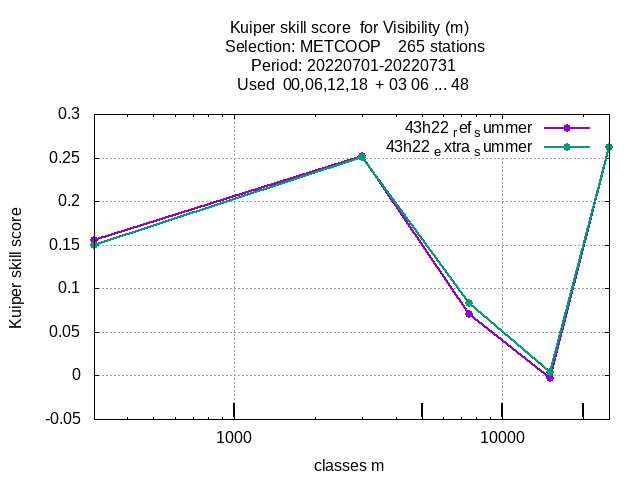 Kuiper skill score  for Visibility (m)
Selection: METCOOP    265 stations
Period: 20220701-20220731
Used  00,06,12,18  + 03 06 ... 48
43h22 ref summer
43h22 extra summer
0.3
0.25
0.2
0.15
0.1
0.05
0
-0.05
Kuiper skill score
1000
10000
classes m